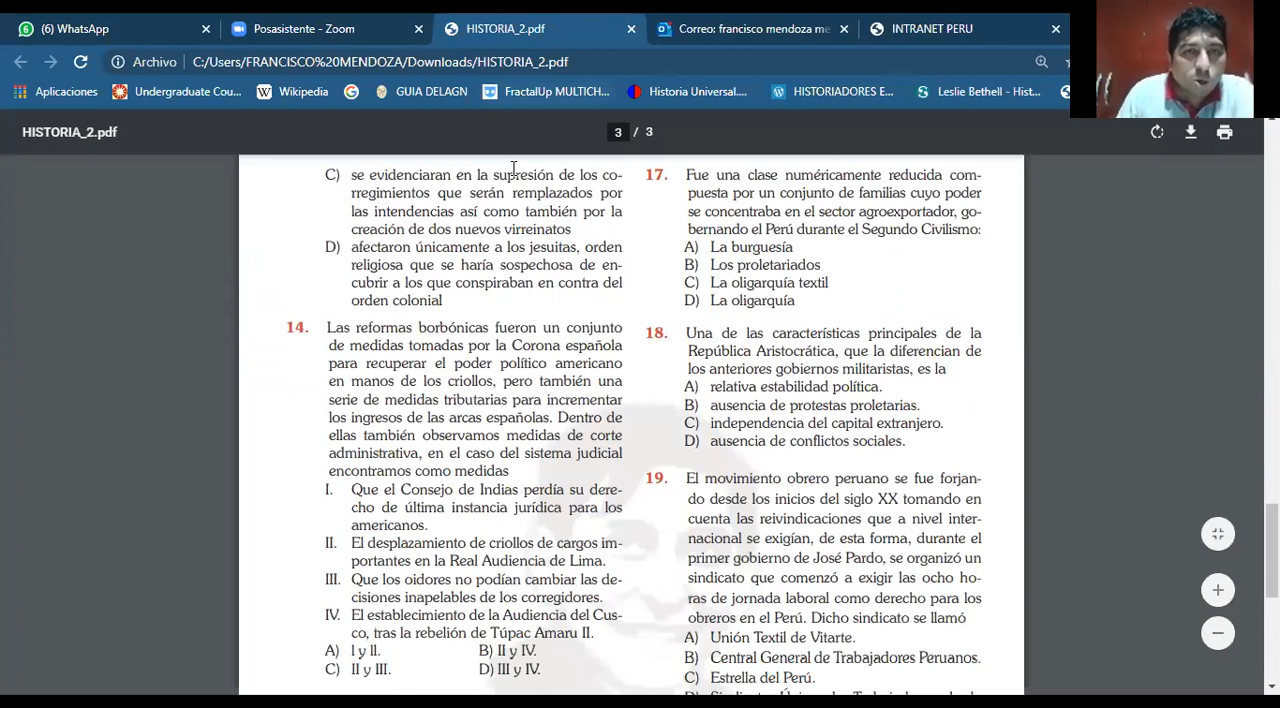 (6) WhatsApp
Posasistente - Zoom
HISTORIA_2.pdf
Correo: francisco mendoza me
INTRANET PERU
Archivo
C:/Users/FRANCISCO%20MENDOZA/Downloads/HISTORIA_2.pdf
Aplicaciones
Undergraduate Cou...
Wikipedia
GUIA DELAGN
FractalUp MULTICH...
Historia Universal....
HISTORIADORES E...
Leslie Bethell - Hist...
HISTORIA_2.pdf
3 / 3
C) se evidenciaran en la supresión de los co-
rregimientos que serán remplazados por
las intendencias así como también por la
creación de dos nuevos virreinatos
D) afectaron únicamente a los jesuitas, orden
religiosa que se haría sospechosa de en-
cubrir a los que conspiraban en contra del
orden colonial
14. Las reformas borbónicas fueron un conjunto
de medidas tomadas por la Corona española
para recuperar el poder político americano
en manos de los criollos, pero también una
serie de medidas tributarias para incrementar
los ingresos de las arcas españolas. Dentro de
ellas también observamos medidas de corte
administrativa, en el caso del sistema judicial
encontramos como medidas
I. Que el Consejo de Indias perdía su dere-
cho de última instancia jurídica para los
americanos.
II. El desplazamiento de criollos de cargos im-
portantes en la Real Audiencia de Lima.
III. Que los oidores no podían cambiar las de-
cisiones inapelables de los corregidores.
IV. El establecimiento de la Audiencia del Cus-
co, tras la rebelión de Túpac Amaru II.
A) I y II. B) II y IV.
C) II y III. D) III y IV.
17. Fue una clase numéricamente reducida com-
puesta por un conjunto de familias cuyo poder
se concentraba en el sector agroexportador, go-
bernando el Perú durante el Segundo Civilismo:
A) La burguesía
B) Los proletariados
C) La oligarquía textil
D) La oligarquía
18. Una de las características principales de la
República Aristocrática, que la diferencian de
los anteriores gobiernos militaristas, es la
A) relativa estabilidad política.
B) ausencia de protestas proletarias.
C) independencia del capital extranjero.
D) ausencia de conflictos sociales.
19. El movimiento obrero peruano se fue forjan-
do desde los inicios del siglo XX tomando en
cuenta las reivindicaciones que a nivel inter-
nacional se exigían, de esta forma, durante el
primer gobierno de José Pardo, se organizó un
sindicato que comenzó a exigir las ocho ho-
ras de jornada laboral como derecho para los
obreros en el Perú. Dicho sindicato se llamó
A) Unión Textil de Vitarte.
B) Central General de Trabajadores Peruanos.
C) Estrella del Perú.